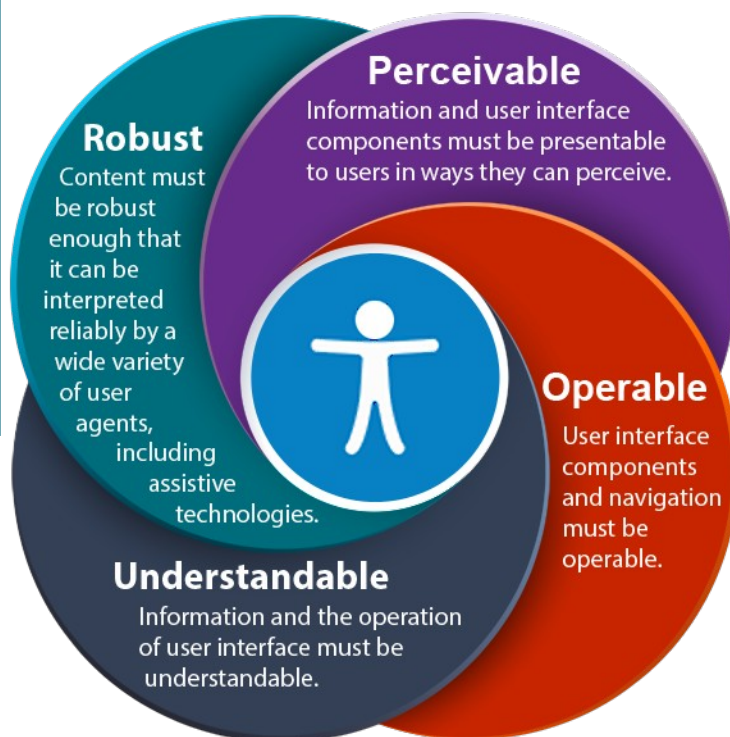 Perceivable
Information and user interface
components must be presentable
to users in ways they can perceive.
Operable
User interface
components
and navigation
must be
operable.
Understandable
Information and the operation
of user interface must be
understandable.
Robust
Content must
be robust
enough that
it can be
interpreted
reliably by a
wide variety
of user
agents,
including
assistive
technologies.